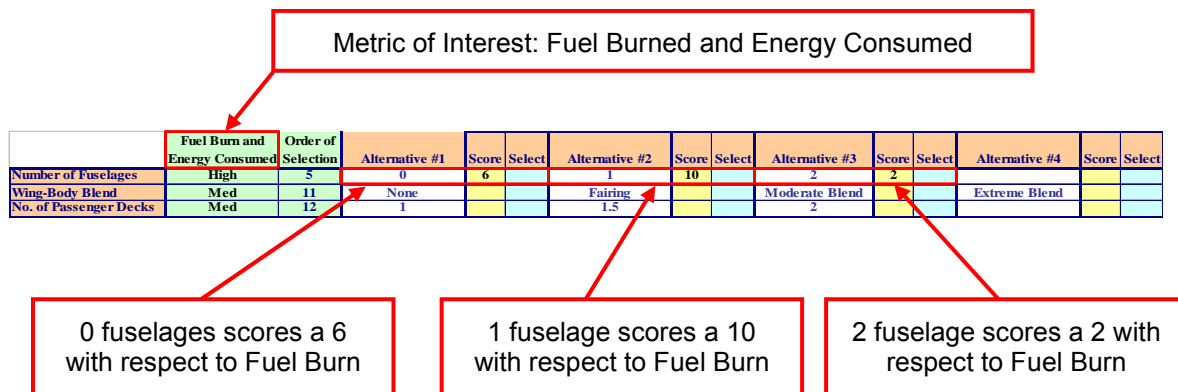 Metric of Interest: Fuel Burned and Energy Consumed
Fuel Burn and Energy Consumed Order of Selection Alternative #1 Score Select Alternative #2 Score Select Alternative #3 Score Select Alternative #4 Score Select
Number of Fuselages High 5 0 6 1 10 2 2
Wing-Body Blend Med 11 None Fairing Moderate Blend Extreme Blend
No. of Passenger Decks Med 12 1 1.5 2
0 fuselages scores a 6
with respect to Fuel Burn
1 fuselage scores a 10
with respect to Fuel Burn
2 fuselage scores a 2 with
respect to Fuel Burn